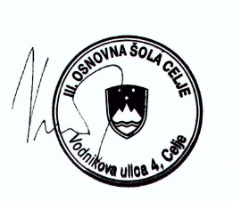 III. OSNOVNA ŠOLA CELJE
Vodnikova ulica 4, Celje